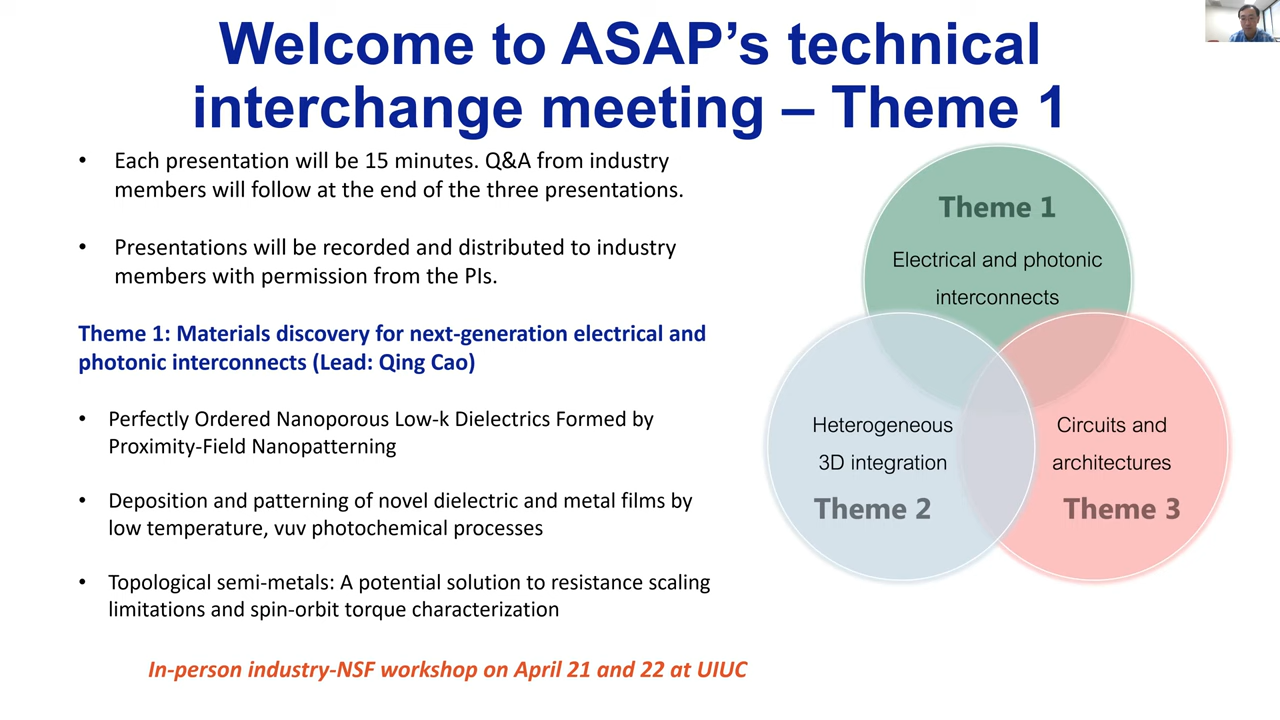 Welcome to ASAP’s technical
interchange meeting – Theme 1
• Each presentation will be 15 minutes. Q&A from industry
members will follow at the end of the three presentations.
• Presentations will be recorded and distributed to industry
members with permission from the PIs.
Theme 1: Materials discovery for next-generation electrical and
photonic interconnects (Lead: Qing Cao)
• Perfectly Ordered Nanoporous Low-k Dielectrics Formed by
Proximity-Field Nanopatterning
• Deposition and patterning of novel dielectric and metal films by
low temperature, vuv photochemical processes
• Topological semi-metals: A potential solution to resistance scaling
limitations and spin-orbit torque characterization
In-person industry-NSF workshop on April 21 and 22 at UIUC
Theme 1
Electrical and photonic
interconnects
Heterogeneous
3D integration
Theme 2
Circuits and
architectures
Theme 3